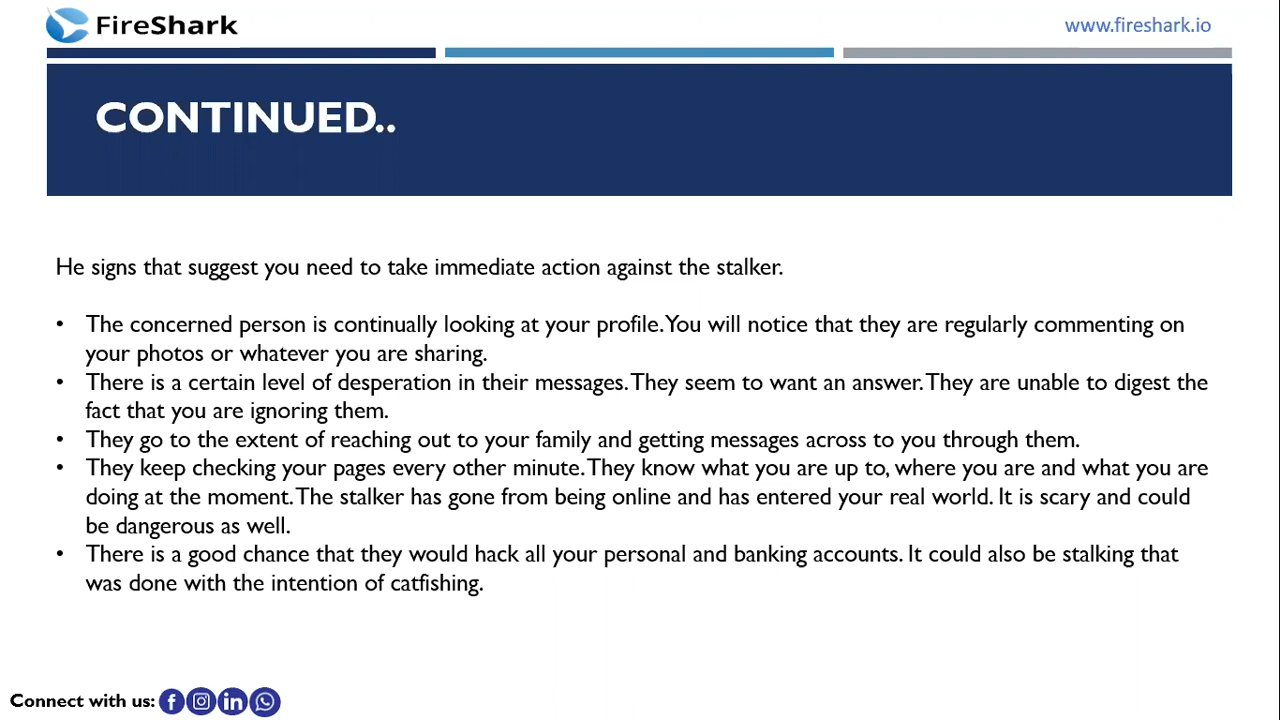 FireShark
www.fireshark.io
CONTINUED..
He signs that suggest you need to take immediate action against the stalker.
• The concerned person is continually looking at your profile. You will notice that they are regularly commenting on
your photos or whatever you are sharing.
• There is a certain level of desperation in their messages. They seem to want an answer. They are unable to digest the
fact that you are ignoring them.
• They go to the extent of reaching out to your family and getting messages across to you through them.
• They keep checking your pages every other minute. They know what you are up to, where you are and what you are
doing at the moment. The stalker has gone from being online and has entered your real world. It is scary and could
be dangerous as well.
• There is a good chance that they would hack all your personal and banking accounts. It could also be stalking that
was done with the intention of catfishing.
Connect with us: